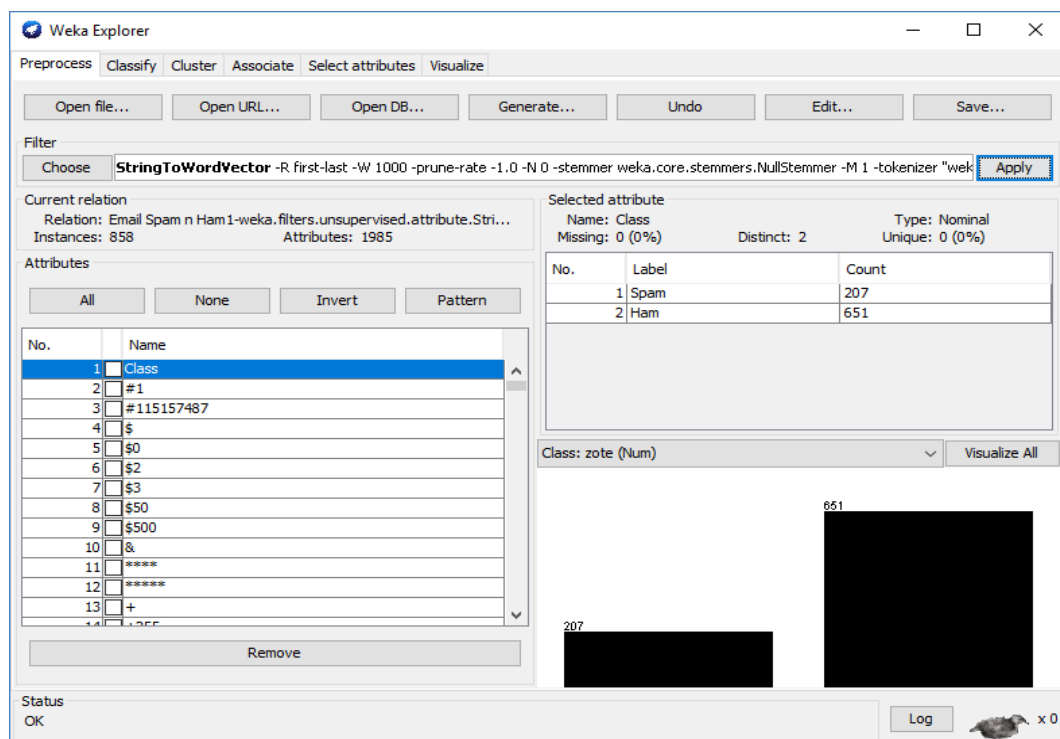 Weka Explorer
Preprocess Classify Cluster Associate Select attributes Visualize
Open file... Open URL... Open DB... Generate... Undo Edit... Save...
Filter
Choose StringToWordVector -R first-last -W 1000 -prune-rate -1.0 -N 0 -stemmer weka.core.stemmers.NullStemmer -M 1 -tokenizer "wek Apply
Current relation
Relation: Email Spam n Ham1-weka.filters.unsupervised.attribute.Stri...
Instances: 858 Attributes: 1985
Attributes
All None Invert Pattern
No. Name
1 Class
2 #1
3 #115157487
4 $
5 $0
6 $2
7 $3
8 $50
9 $500
10 &
11 ****
12 *****
13 +
14 +255
Remove
Selected attribute
Name: Class Type: Nominal
Missing: 0 (0%) Distinct: 2 Unique: 0 (0%)
No. Label Count
1 Spam 207
2 Ham 651
Class: zote (Num) Visualize All
651
207
Status
OK
Log x 0